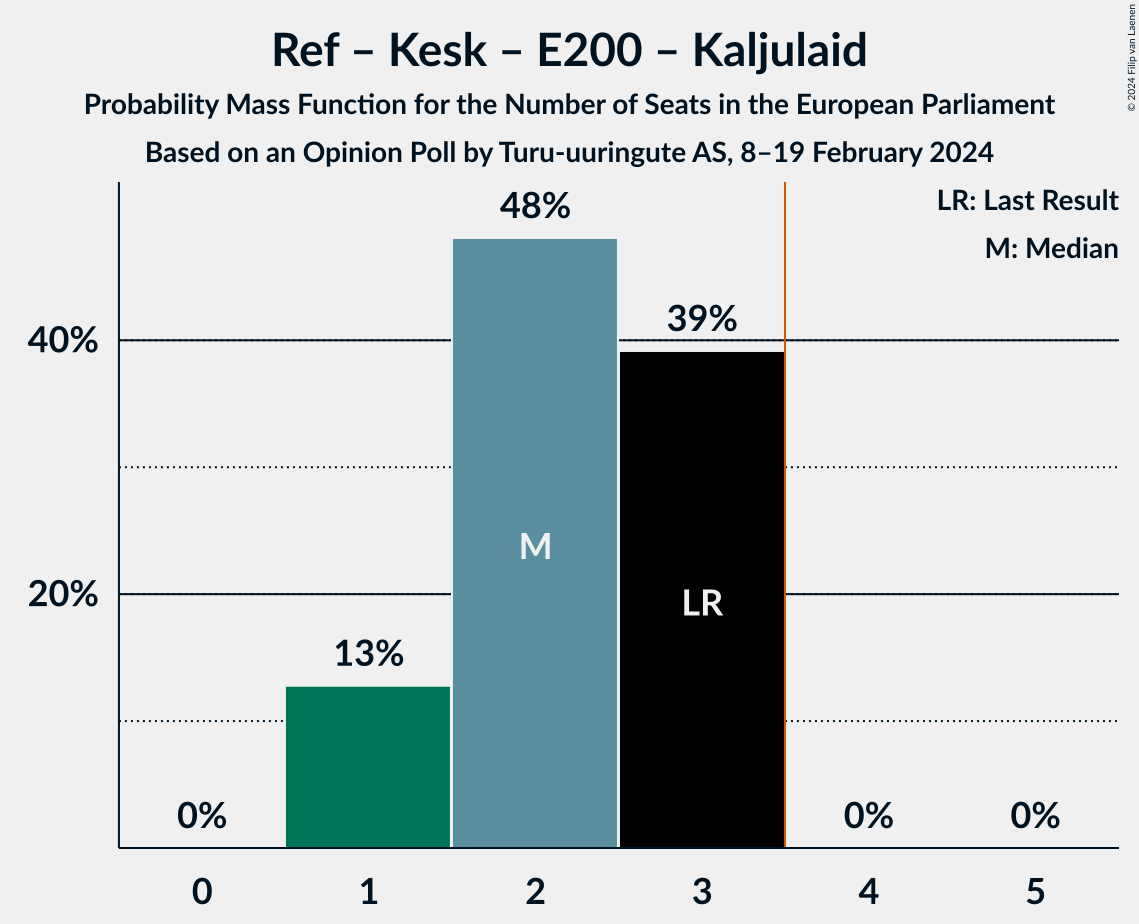 Ref – Kesk – E200 – Kaljulaid
Probability Mass Function for the Number of Seats in the European Parliament
Based on an Opinion Poll by Turu-uuringute AS, 8–19 February 2024
© 2024 Filip van Laenen
LR: Last Result
M: Median
48%
39%
40%
M
LR
20%
13%
0%
0%
0%
0
1
2
3
4
5